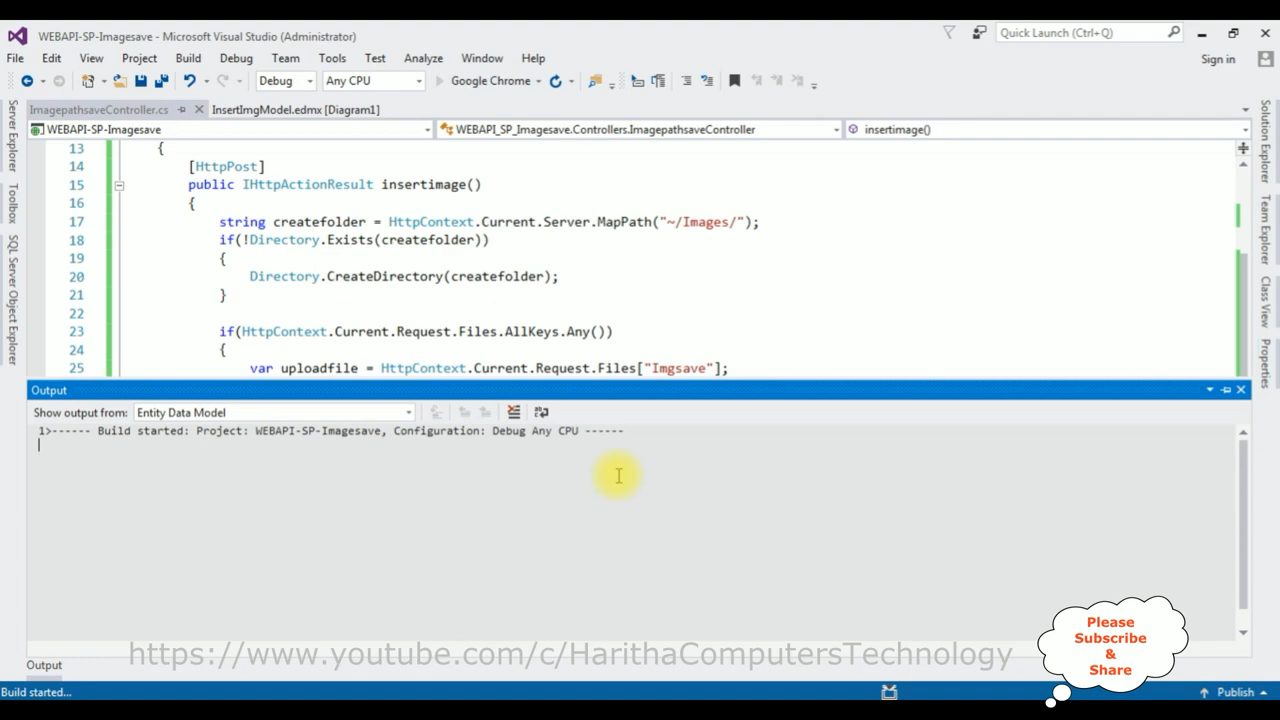 WEBAPI-SP-Imagesave - Microsoft Visual Studio (Administrator)
Quick Launch (Ctrl+Q)
File Edit View Project Build Debug Team Tools Test Analyze Window Help
Sign in
Debug Any CPU Google Chrome
ImagepathsaveController.cs InsertImgModel.edmx [Diagram1]
WEBAPI-SP-Imagesave WEBAPI_SP_Imagesave.Controllers.ImagepathsaveController insertimage()
13 {
14 [HttpPost]
15 public IHttpActionResult insertimage()
16 {
17 string createfolder = HttpContext.Current.Server.MapPath("~/Images/");
18 if(!Directory.Exists(createfolder))
19 {
20 Directory.CreateDirectory(createfolder);
21 }
22
23 if(HttpContext.Current.Request.Files.AllKeys.Any())
24 {
25 var uploadfile = HttpContext.Current.Request.Files["Imgsave"];
Server Explorer
Toolbox
SQL Server Object Explorer
Solution Explorer
Team Explorer
Class View
Properties
Output
Show output from: Entity Data Model
1>------ Build started: Project: WEBAPI-SP-Imagesave, Configuration: Debug Any CPU ------
Please
Subscribe
&
Share
https://www.youtube.com/c/HarithaComputersTechnology
Output
Build started...
Publish